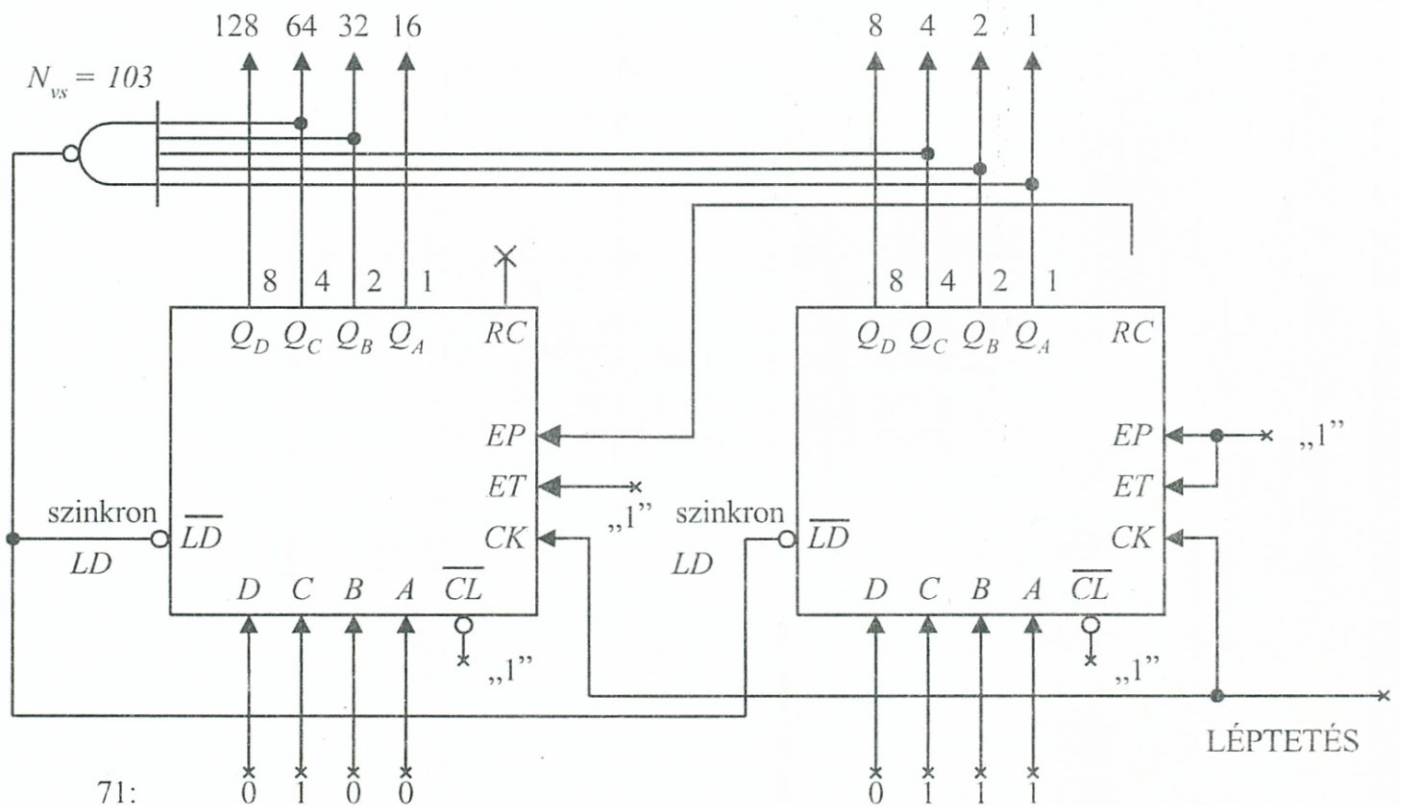 128 64 32 16 8 4 2 1
N_vs = 103
8 4 2 1 8 4 2 1
Q_D Q_C Q_B Q_A RC Q_D Q_C Q_B Q_A RC
EP EP „1”
ET ET
szinkron „1” szinkron
LD CK LD CK
LD LD
D C B A CL D C B A CL
„1” „1”
LÉPTETÉS
71: 0 1 0 0 0 1 1 1